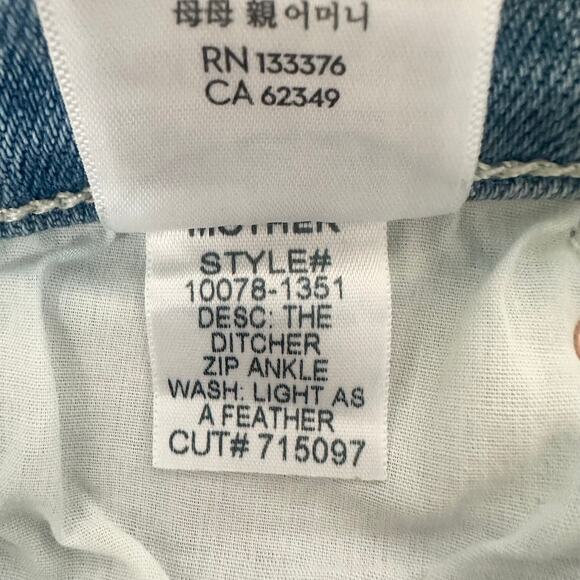 母母 親 어머니
RN 133376
CA 62349
MOTHER
STYLE#
10078-1351
DESC: THE
DITCHER
ZIP ANKLE
WASH: LIGHT AS
A FEATHER
CUT# 715097